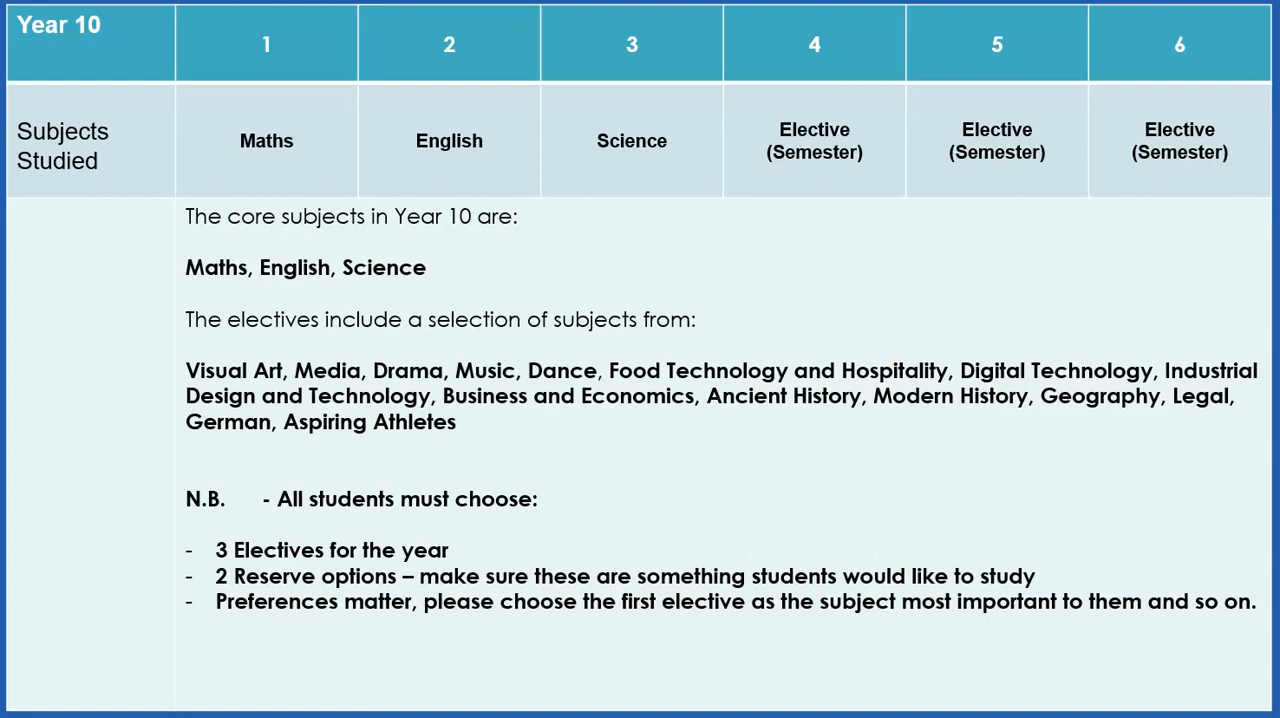 Year 10
1
2
3
4
5
6
Subjects
Studied
Maths
English
Science
Elective
(Semester)
Elective
(Semester)
Elective
(Semester)
The core subjects in Year 10 are:
Maths, English, Science
The electives include a selection of subjects from:
Visual Art, Media, Drama, Music, Dance, Food Technology and Hospitality, Digital Technology, Industrial
Design and Technology, Business and Economics, Ancient History, Modern History, Geography, Legal,
German, Aspiring Athletes
N.B. - All students must choose:
- 3 Electives for the year
- 2 Reserve options – make sure these are something students would like to study
- Preferences matter, please choose the first elective as the subject most important to them and so on.